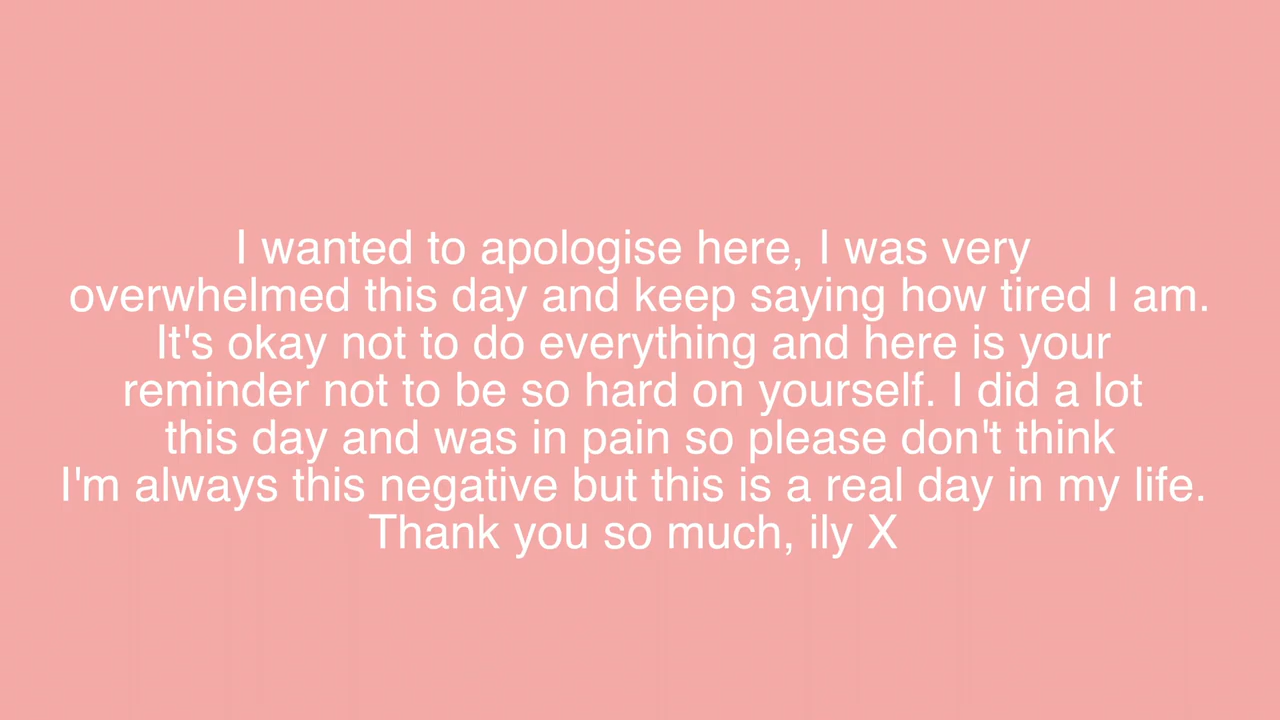 I wanted to apologise here, I was very
overwhelmed this day and keep saying how tired I am.
It's okay not to do everything and here is your
reminder not to be so hard on yourself. I did a lot
this day and was in pain so please don't think
I'm always this negative but this is a real day in my life.
Thank you so much, ily X